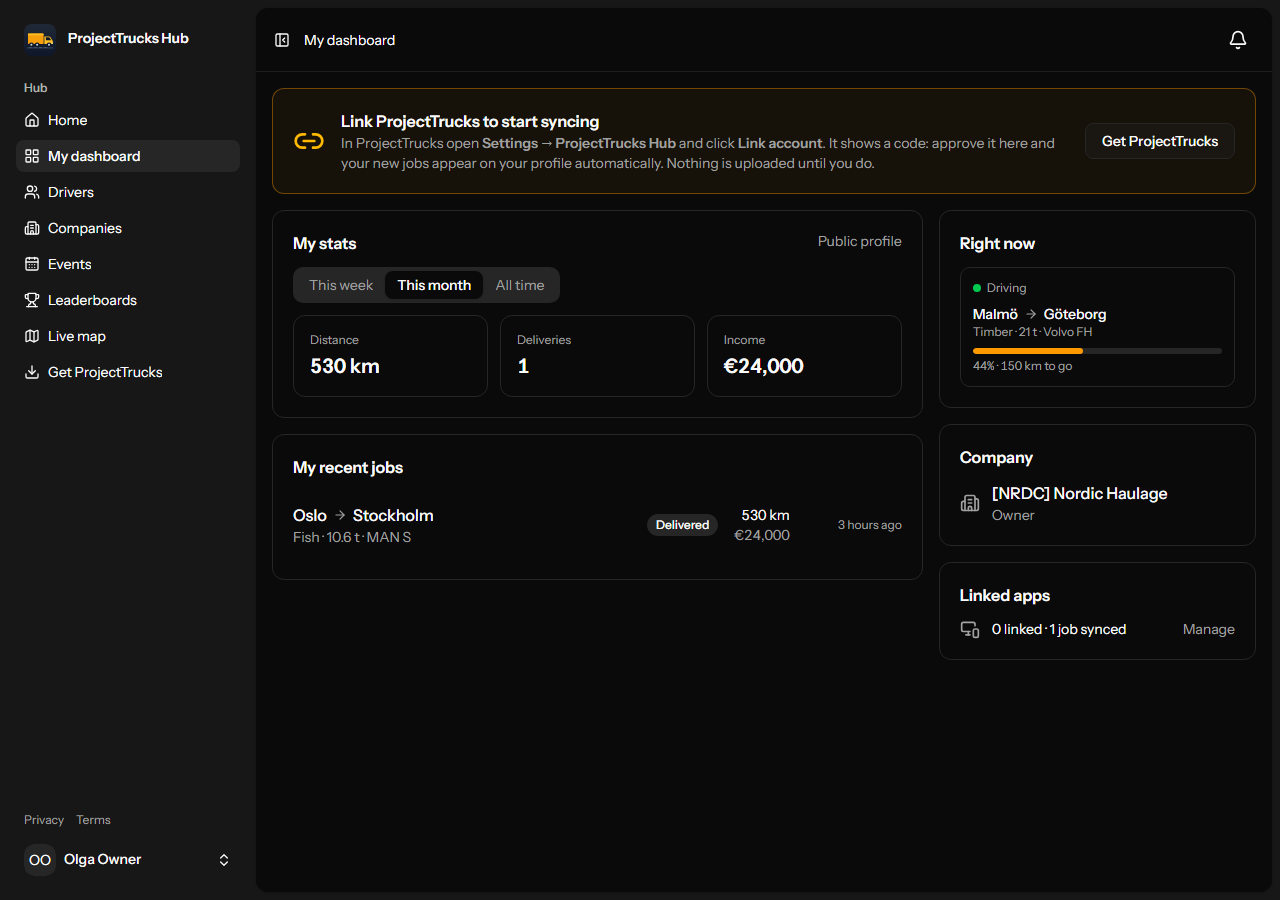 ProjectTrucks Hub
Hub
Home
My dashboard
Drivers
Companies
Events
Leaderboards
Live map
Get ProjectTrucks
Privacy Terms
OO Olga Owner
My dashboard
Link ProjectTrucks to start syncing
In ProjectTrucks open Settings → ProjectTrucks Hub and click Link account. It shows a code: approve it here and
your new jobs appear on your profile automatically. Nothing is uploaded until you do.
Get ProjectTrucks
My stats
Public profile
This week This month All time
Distance
530 km
Deliveries
1
Income
€24,000
My recent jobs
Oslo → Stockholm
Fish · 10.6 t · MAN S
Delivered
530 km
€24,000
3 hours ago
Right now
Driving
Malmö → Göteborg
Timber · 21 t · Volvo FH
44% · 150 km to go
Company
[NRDC] Nordic Haulage
Owner
Linked apps
0 linked · 1 job synced
Manage